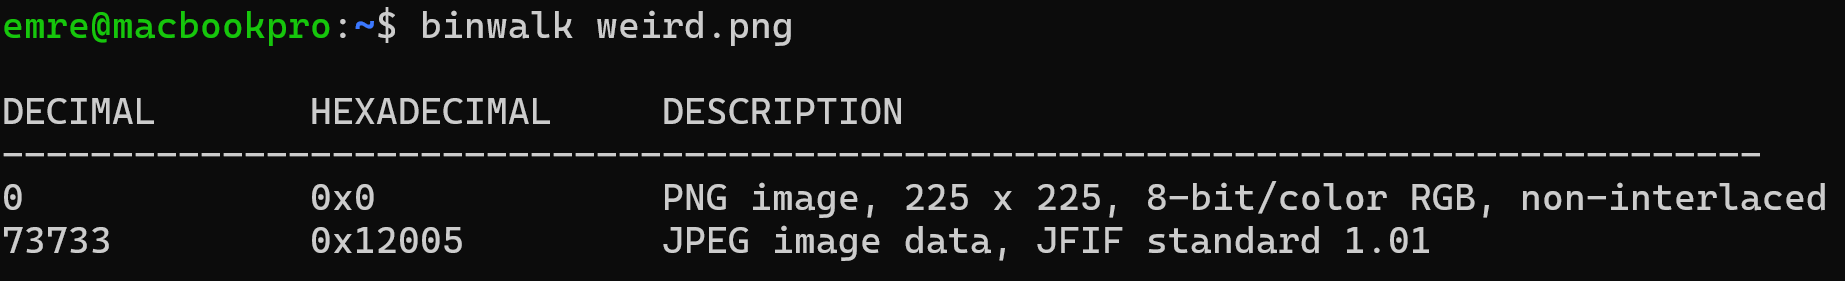 emre@macbookpro:~$ binwalk weird.png
DECIMAL       HEXADECIMAL     DESCRIPTION
--------------------------------------------------------------------------------
0             0x0             PNG image, 225 x 225, 8-bit/color RGB, non-interlaced
73733         0x12005         JPEG image data, JFIF standard 1.01